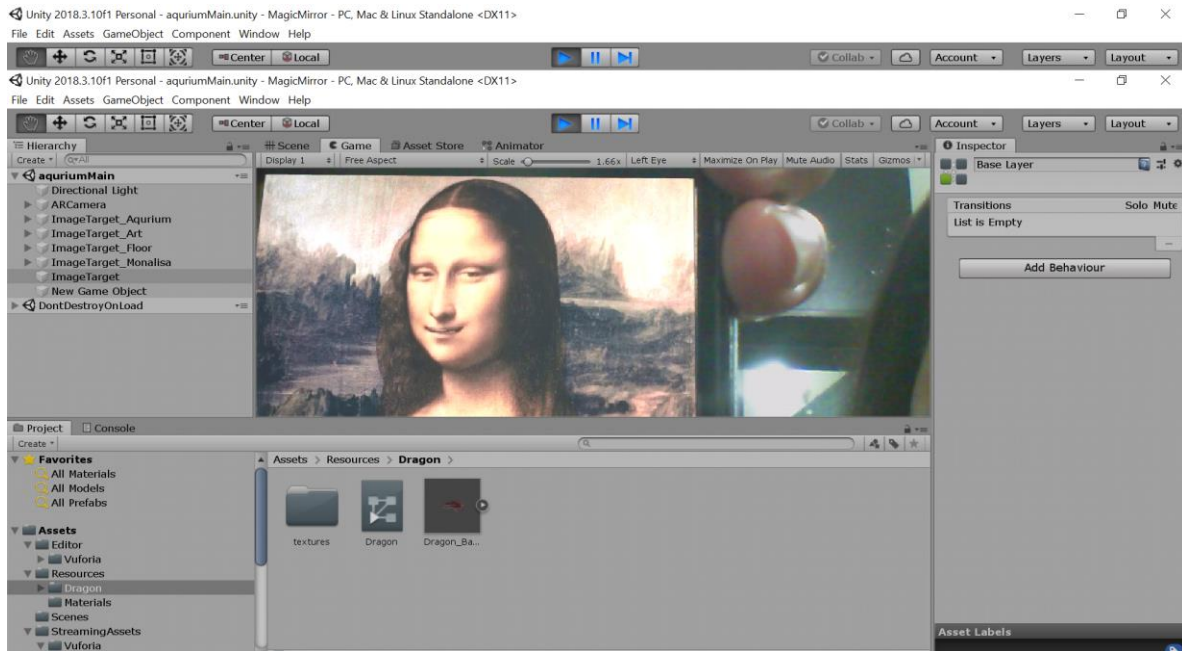 Unity 2018.3.10f1 Personal - aquriumMain.unity - MagicMirror - PC, Mac & Linux Standalone <DX11>
File Edit Assets GameObject Component Window Help
Center Local Collab Account Layers Layout
Unity 2018.3.10f1 Personal - aquriumMain.unity - MagicMirror - PC, Mac & Linux Standalone <DX11>
File Edit Assets GameObject Component Window Help
Center Local Collab Account Layers Layout
Hierarchy Scene Game Asset Store Animator Inspector
Create All Display 1 Free Aspect Scale 1.66x Left Eye Maximize On Play Mute Audio Stats Gizmos Base Layer
aquriumMain
Directional Light
ARCamera
ImageTarget_Aqurium
ImageTarget_Art
ImageTarget_Floor
ImageTarget_Monalisa
ImageTarget
New Game Object
DontDestroyOnLoad
Transitions Solo Mute
List is Empty
Add Behaviour
Project Console
Create
Favorites
All Materials
All Models
All Prefabs
Assets
Editor
Vuforia
Resources
Dragon
Materials
Scenes
StreamingAssets
Vuforia
Assets > Resources > Dragon >
textures Dragon Dragon_Ba...
Asset Labels